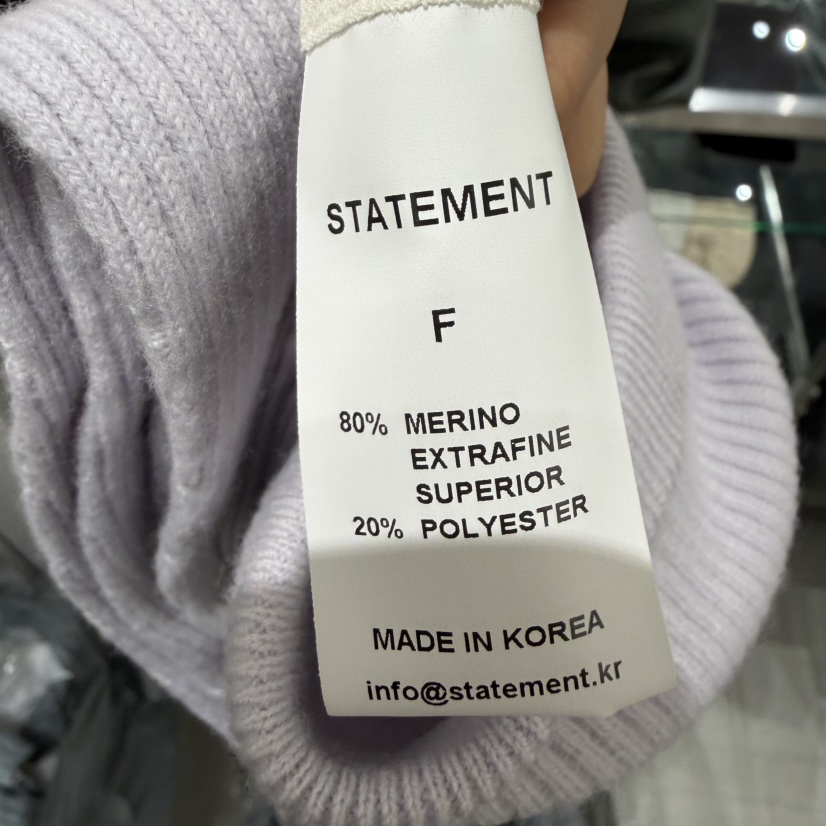 STATEMENT
F
80% MERINO
EXTRAFINE
SUPERIOR
20% POLYESTER
MADE IN KOREA
info@statement.kr